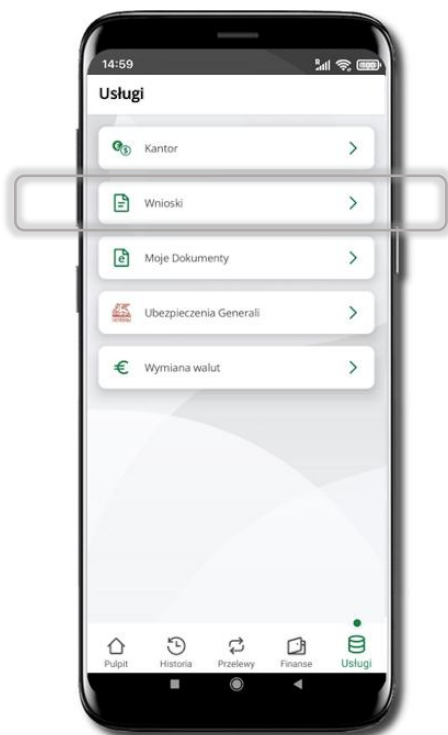 14:59
Usługi
Kantor
Wnioski
Moje Dokumenty
Ubezpieczenia Generali
Wymiana walut
Pulpit
Historia
Przelewy
Finanse
Usługi